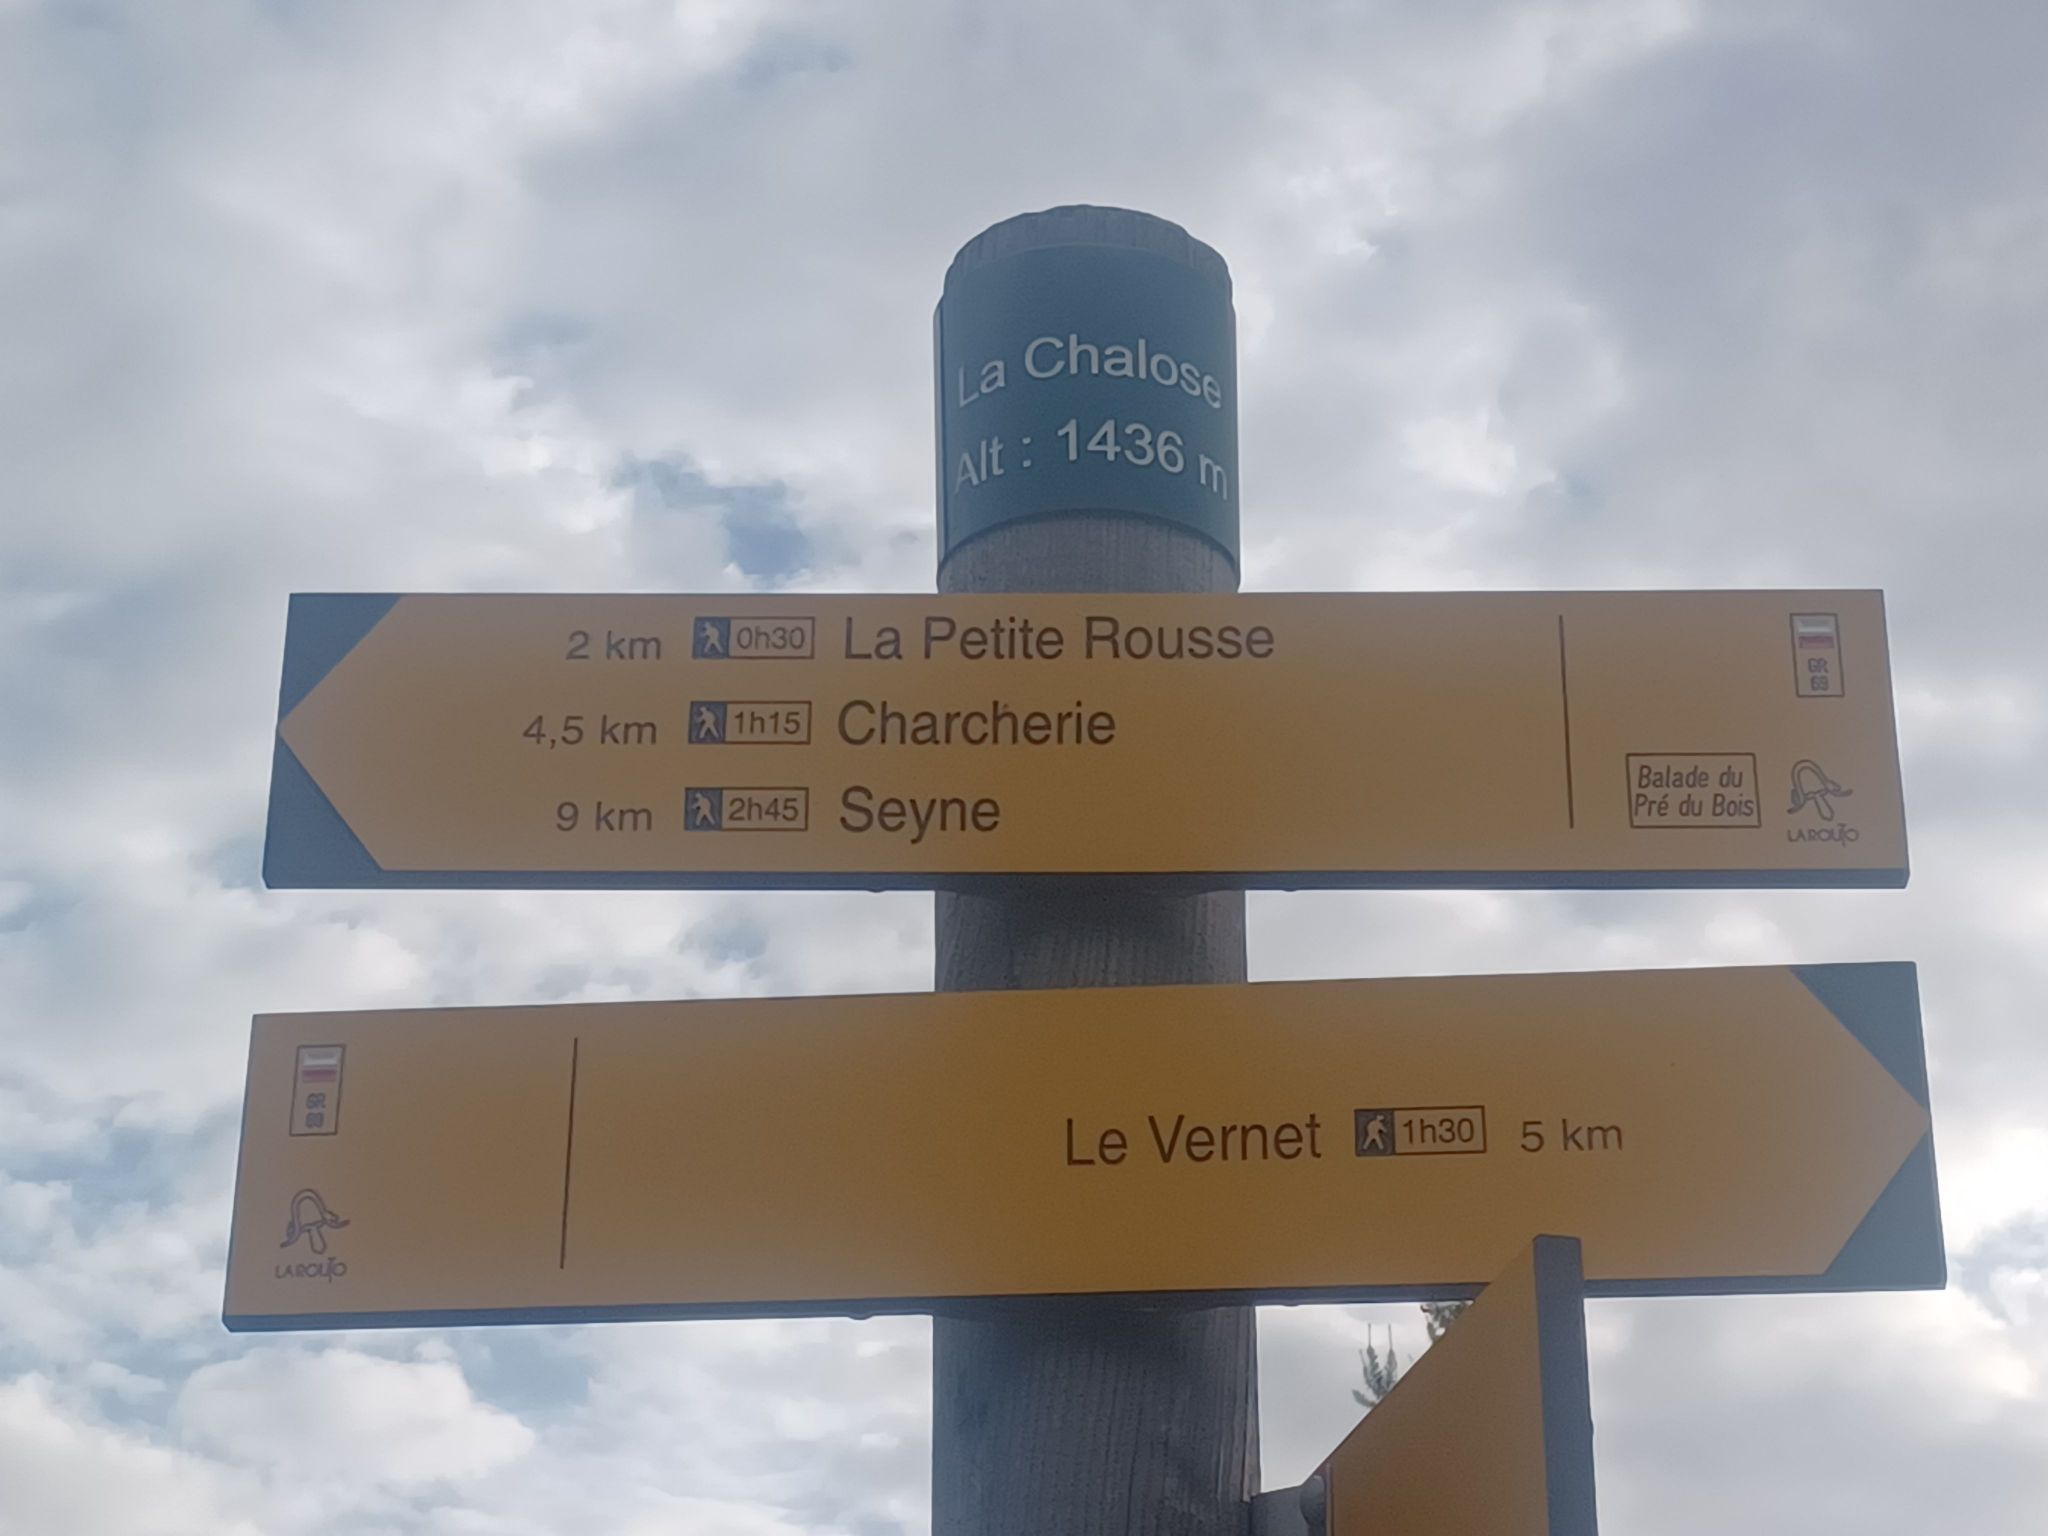 La Chalose
Alt : 1436 m
2 km 0h30 La Petite Rousse
4,5 km 1h15 Charcherie
9 km 2h45 Seyne
GR
69
Balade du
Pré du Bois
LA ROUTO
GR
69
LA ROUTO
Le Vernet 1h30 5 km